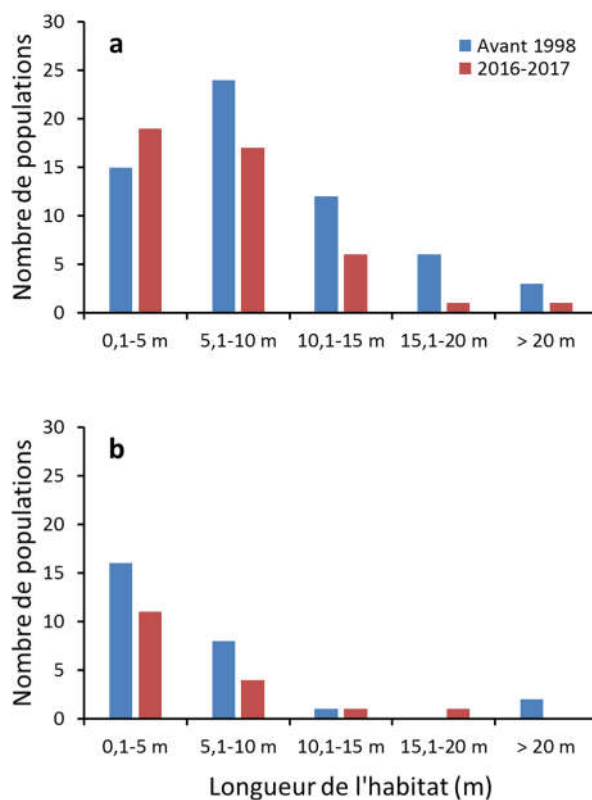 a
Avant 1998
2016-2017
Nombre de populations
30
25
20
15
10
5
0
0,1-5 m 5,1-10 m 10,1-15 m 15,1-20 m > 20 m
b
Nombre de populations
30
25
20
15
10
5
0
0,1-5 m 5,1-10 m 10,1-15 m 15,1-20 m > 20 m
Longueur de l'habitat (m)